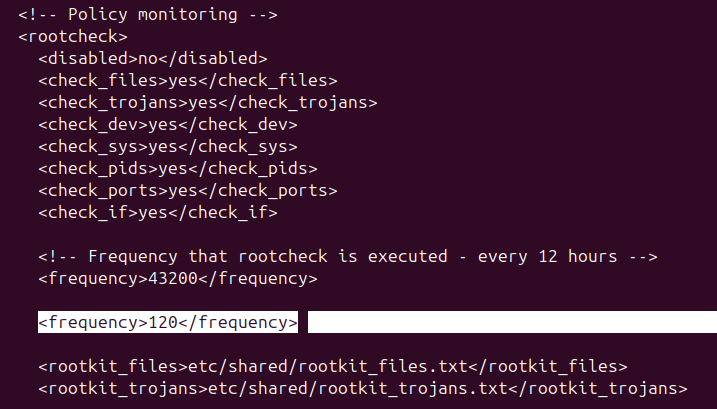 <!-- Policy monitoring -->
<rootcheck>
<disabled>no</disabled>
<check_files>yes</check_files>
<check_trojans>yes</check_trojans>
<check_dev>yes</check_dev>
<check_sys>yes</check_sys>
<check_pids>yes</check_pids>
<check_ports>yes</check_ports>
<check_if>yes</check_if>
<!-- Frequency that rootcheck is executed - every 12 hours -->
<frequency>43200</frequency>
<frequency>120</frequency>
<rootkit_files>etc/shared/rootkit_files.txt</rootkit_files>
<rootkit_trojans>etc/shared/rootkit_trojans.txt</rootkit_trojans>